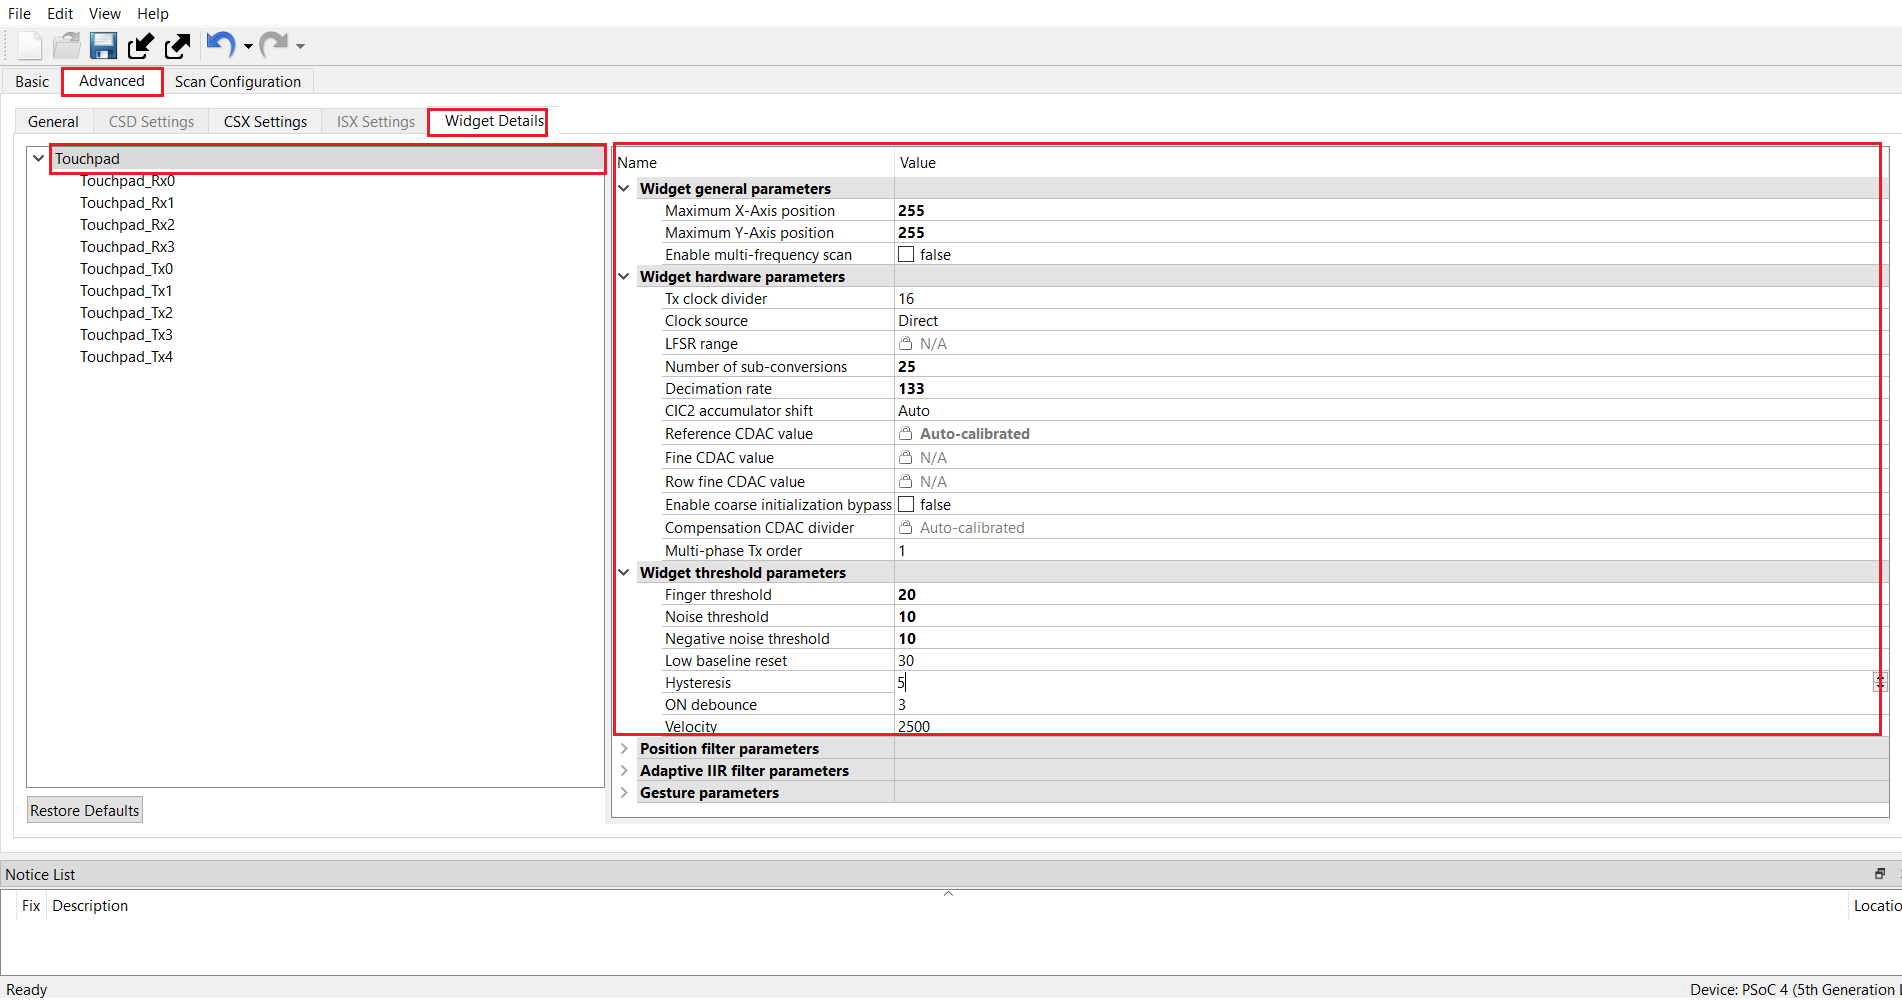 File Edit View Help
Basic Advanced Scan Configuration
General CSD Settings CSX Settings ISX Settings Widget Details
Touchpad
Touchpad_Rx0
Touchpad_Rx1
Touchpad_Rx2
Touchpad_Rx3
Touchpad_Tx0
Touchpad_Tx1
Touchpad_Tx2
Touchpad_Tx3
Touchpad_Tx4
Restore Defaults
Name Value
Widget general parameters
Maximum X-Axis position 255
Maximum Y-Axis position 255
Enable multi-frequency scan false
Widget hardware parameters
Tx clock divider 16
Clock source Direct
LFSR range N/A
Number of sub-conversions 25
Decimation rate 133
CIC2 accumulator shift Auto
Reference CDAC value Auto-calibrated
Fine CDAC value N/A
Row fine CDAC value N/A
Enable coarse initialization bypass false
Compensation CDAC divider Auto-calibrated
Multi-phase Tx order 1
Widget threshold parameters
Finger threshold 20
Noise threshold 10
Negative noise threshold 10
Low baseline reset 30
Hysteresis 5
ON debounce 3
Velocity 2500
Position filter parameters
Adaptive IIR filter parameters
Gesture parameters
Notice List
Fix Description Locatio
Ready Device: PSoC 4 (5th Generation